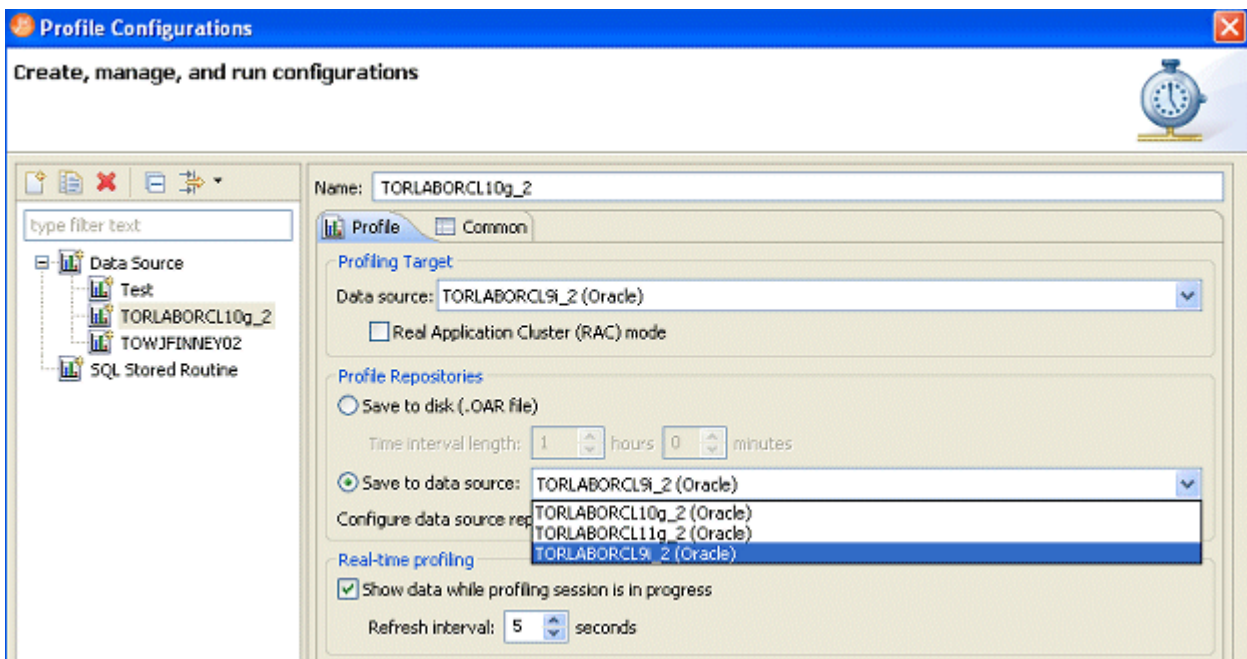 Profile Configurations
Create, manage, and run configurations
Name: TORLABORCL10g_2
type filter text
Profile Common
Data Source
Test
TORLABORCL10g_2
TOWJFINNEY02
SQL Stored Routine
Profiling Target
Data source: TORLABORCL9i_2 (Oracle)
Real Application Cluster (RAC) mode
Profile Repositories
Save to disk (.OAR file)
Time interval length: 1 hours 0 minutes
Save to data source: TORLABORCL9i_2 (Oracle)
Configure data source rep
TORLABORCL10g_2 (Oracle)
TORLABORCL11g_2 (Oracle)
TORLABORCL9i_2 (Oracle)
Real-time profiling
Show data while profiling session is in progress
Refresh interval: 5 seconds